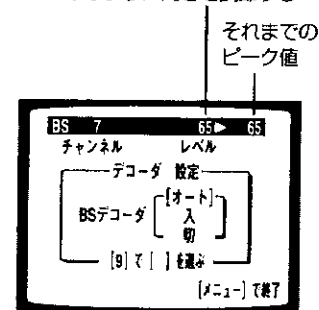 それまでの
ピーク値
BS 7 65▶ 65
チャンネル レベル
デコーダ 設定
BSデコーダ [オート]
入
切
[9]で[ ]を選ぶ
[メニュー]で終了